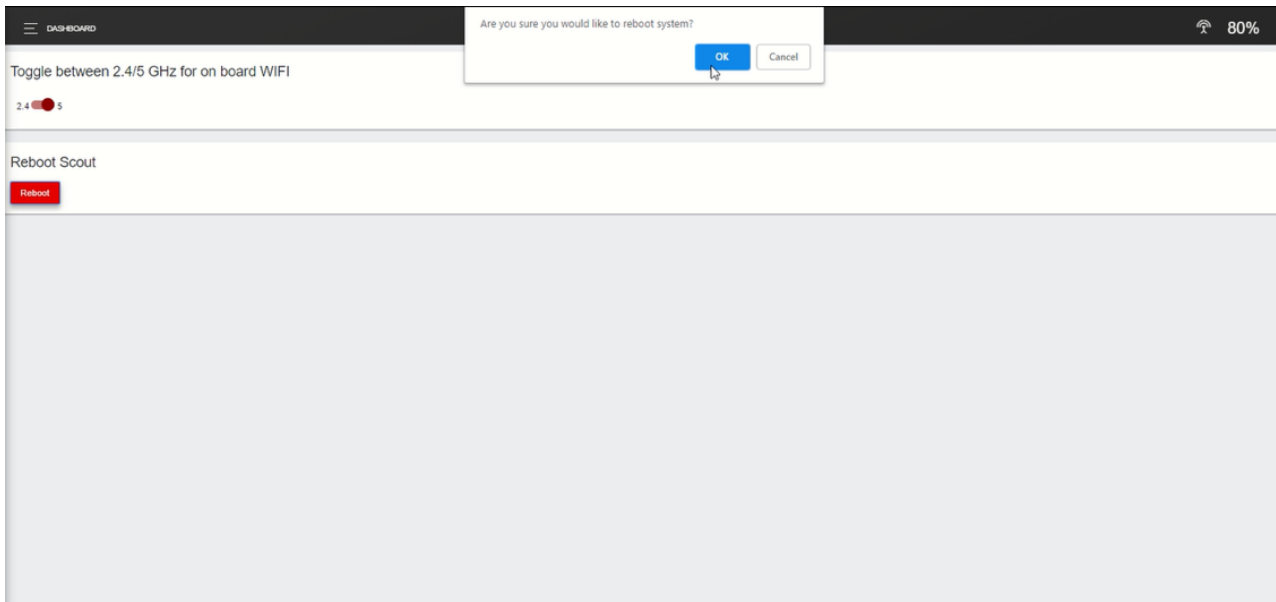 DASHBOARD
Are you sure you would like to reboot system?
OK Cancel
80%
Toggle between 2.4/5 GHz for on board WIFI
2.4 5
Reboot Scout
Reboot